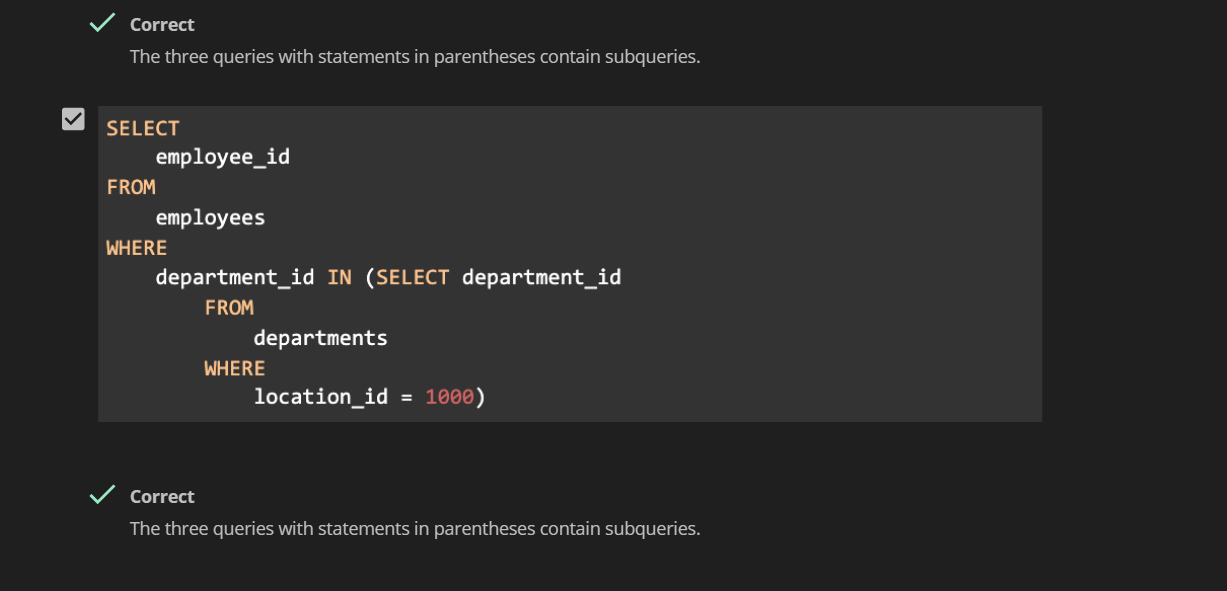 Correct
The three queries with statements in parentheses contain subqueries.
SELECT
    employee_id
FROM
    employees
WHERE
    department_id IN (SELECT department_id
        FROM
            departments
        WHERE
            location_id = 1000)
Correct
The three queries with statements in parentheses contain subqueries.